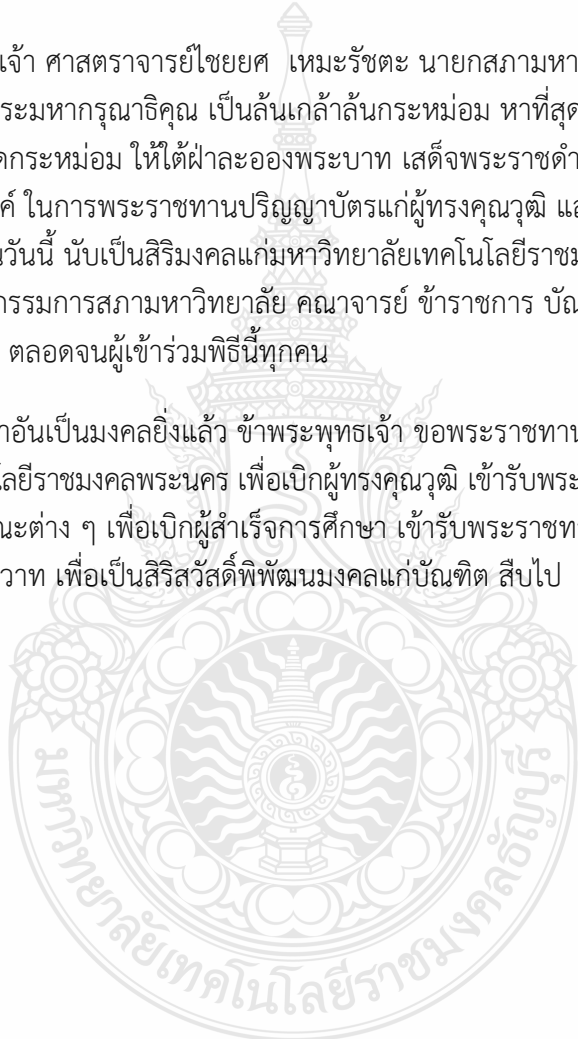 เจ้า ศาสตราจารย์ไชยยศ เหมะรัชตะ นายกสภามหา
ระมหากรุณาธิคุณ เป็นล้นเกล้าล้นกระหม่อม หาที่สุด
กระหม่อม ให้ใต้ฝ่าละอองพระบาท เสด็จพระราชดำ
ค์ ในการพระราชทานปริญญาบัตรแก่ผู้ทรงคุณวุฒิ
นวันนี้ นับเป็นสิริมงคลแก่มหาวิทยาลัยเทคโนโลยีราชม
กรรมการสภามหาวิทยาลัย คณาจารย์ ข้าราชการ บัณ
ตลอดจนผู้เข้าร่วมพิธีนี้ทุกคน
าอันเป็นมงคลยิ่งแล้ว ข้าพระพุทธเจ้า ขอพระราชทาน
โลยีราชมงคลพระนคร เพื่อเบิกผู้ทรงคุณวุฒิ เข้ารับพระ
ณะต่าง ๆ เพื่อเบิกผู้สำเร็จการศึกษา เข้ารับพระราชท
วาท เพื่อเป็นสิริสวัสดิ์พิพัฒนมงคลแก่บัณฑิต สืบไป
มหาวิทยาลัยเทคโนโลยีราชมงคลธัญบุรี